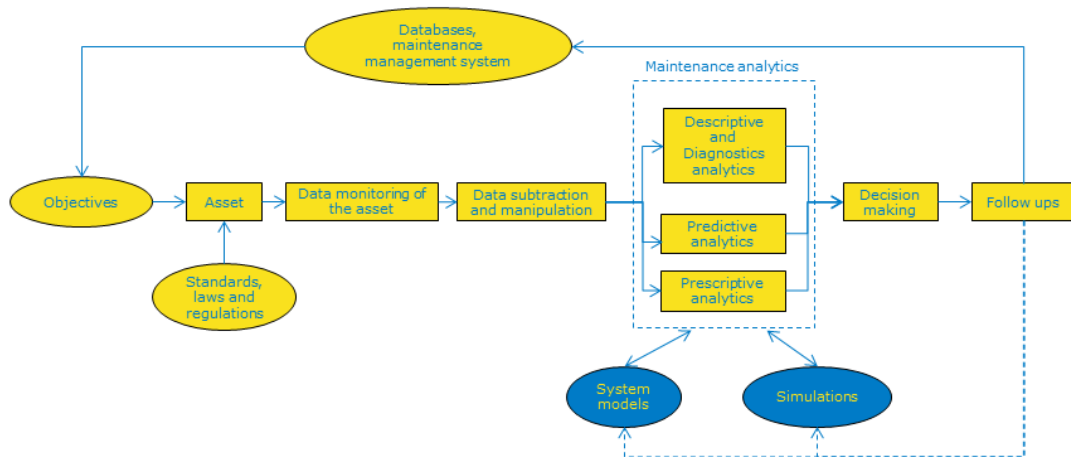 Databases,
maintenance
management system
Maintenance analytics
Descriptive
and
Diagnostics
analytics
Objectives
Asset
Data monitoring of
the asset
Data subtraction
and manipulation
Decision
making
Follow ups
Predictive
analytics
Standards,
laws and
regulations
Prescriptive
analytics
System
models
Simulations